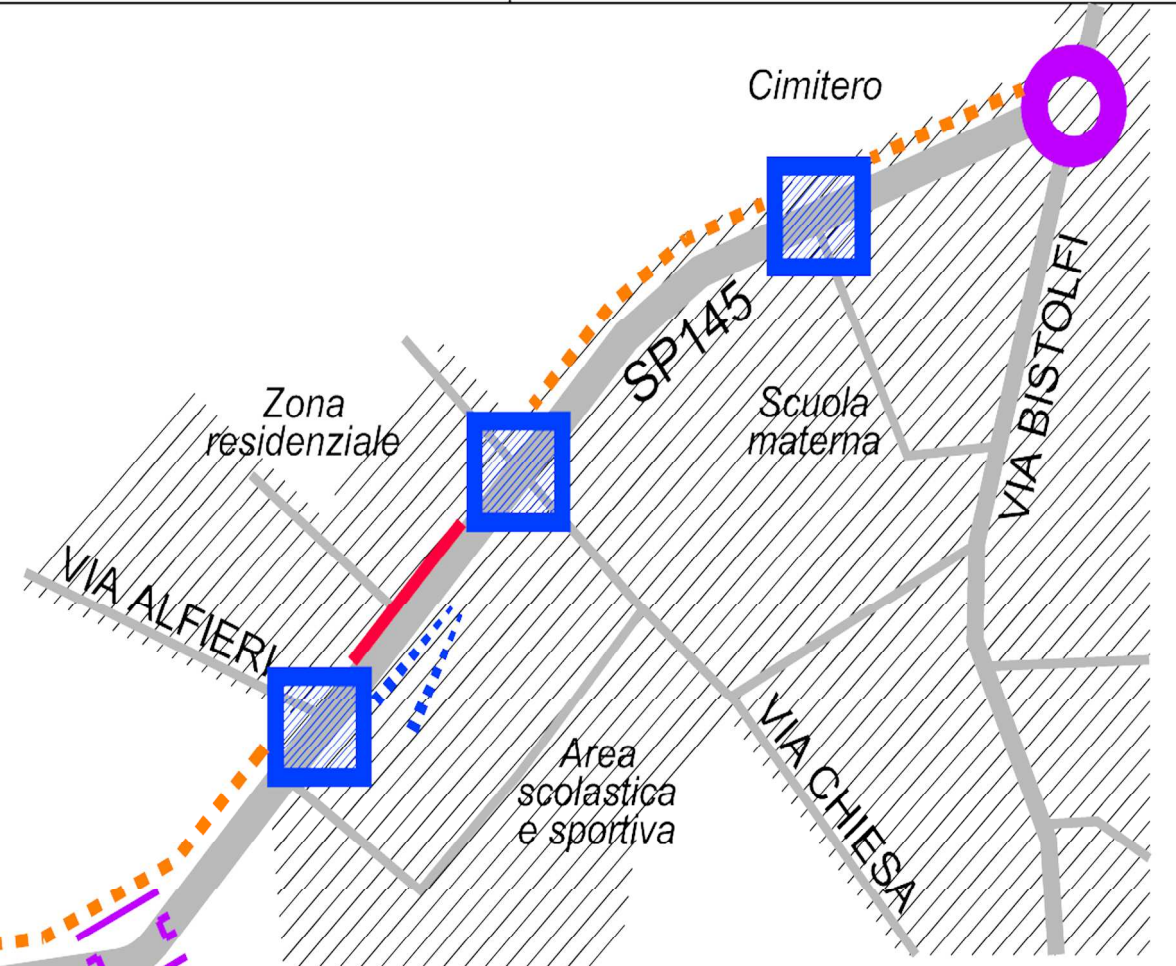 Cimitero
SP145
VIA BISTOLFI
Zona
residenziale
Scuola
materna
VIA ALFIERI
Area
scolastica
e sportiva
VIA CHIESA